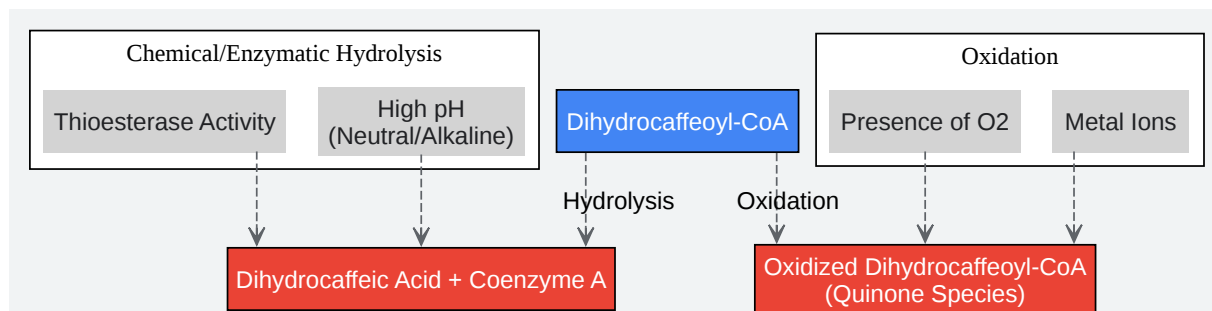 Chemical/Enzymatic Hydrolysis
Oxidation
Thioesterase Activity
High pH
(Neutral/Alkaline)
Dihydrocaffeoyl-CoA
Presence of O2
Metal Ions
Hydrolysis
Oxidation
Dihydrocaffeic Acid + Coenzyme A
Oxidized Dihydrocaffeoyl-CoA
(Quinone Species)